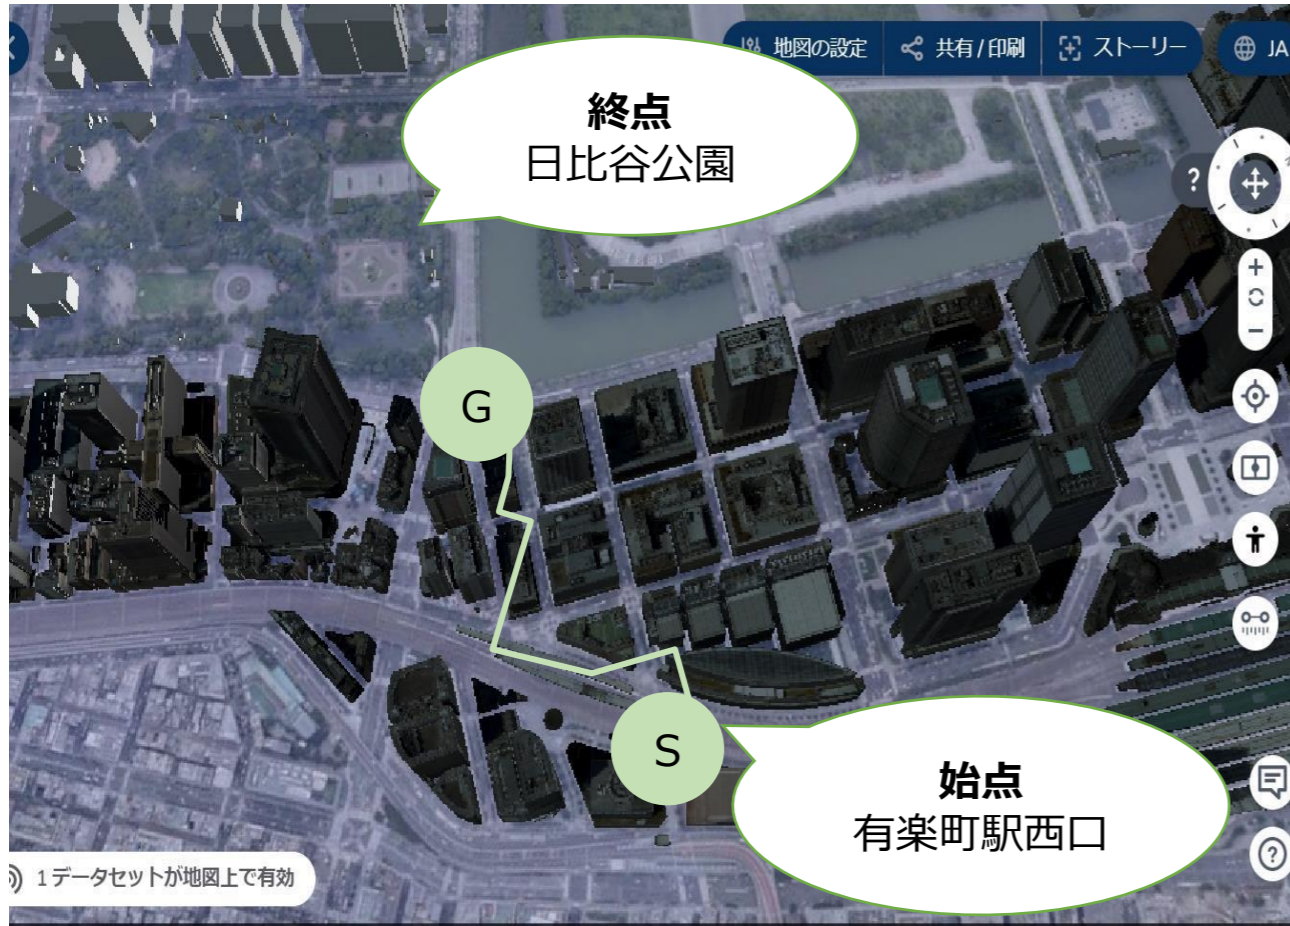 地図の設定
共有/印刷
ストーリー
JA
終点
日比谷公園
?
G
S
始点
有楽町駅西口
1データセットが地図上で有効
?